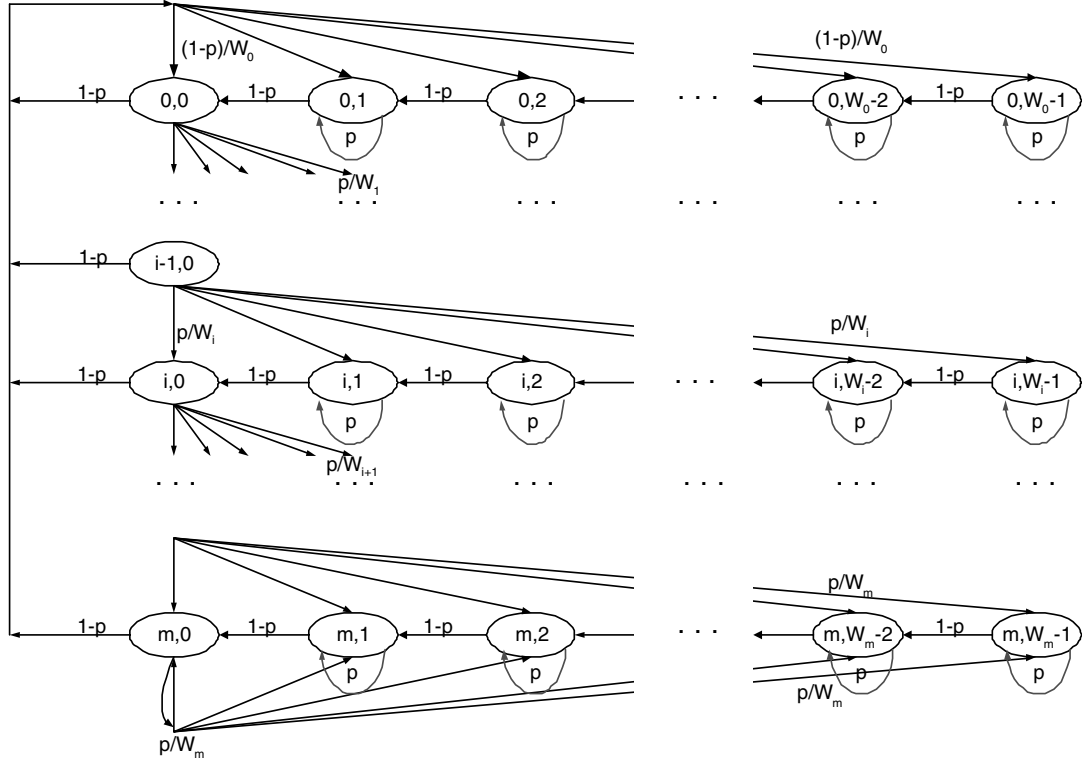 (1-p)/W₀ (1-p)/W₀
1-p 0,0 1-p 0,1 1-p 0,2 . . . 0,W₀-2 1-p 0,W₀-1
p p p p
p/W₁
. . . . . . . . . . . . . . . . . .
1-p i-1,0
p/Wᵢ p/Wᵢ
1-p i,0 1-p i,1 1-p i,2 . . . i,Wᵢ-2 1-p i,Wᵢ-1
p p p p
p/Wᵢ₊₁
. . . . . . . . . . . . . . . . . .
p/Wₘ
1-p m,0 1-p m,1 1-p m,2 . . . m,Wₘ-2 1-p m,Wₘ-1
p p p p
p/Wₘ
p/Wₘ